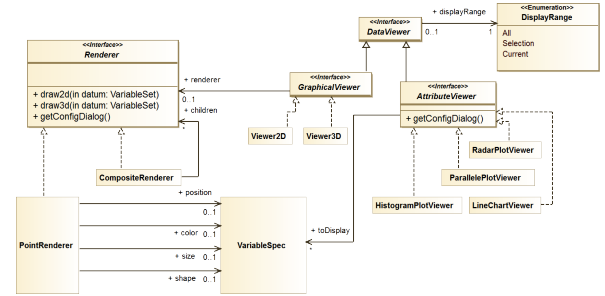 <<Interface>>
Renderer
+ draw2d(in datum: VariableSet)
+ draw3d(in datum: VariableSet)
+ getConfigDialog()
<<Interface>>
DataViewer
+ displayRange
0..1
1
<<Enumeration>>
DisplayRange
All
Selection
Current
+ renderer
0..1
+ children
*
<<Interface>>
GraphicalViewer
<<Interface>>
AttributeViewer
+ getConfigDialog()
Viewer2D
Viewer3D
RadarPlotViewer
CompositeRenderer
ParallelePlotViewer
HistogramPlotViewer
LineChartViewer
PointRenderer
+ position
0..1
+ color
0..1
+ size
0..1
+ shape
0..1
VariableSpec
+ toDisplay
*